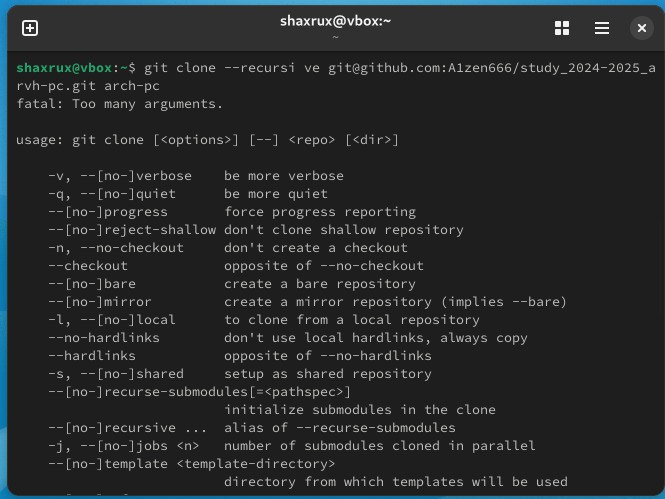 shaxrux@vbox:~
~
shaxrux@vbox:~$ git clone --recursi ve git@github.com:A1zen666/study_2024-2025_a
rvh-pc.git arch-pc
fatal: Too many arguments.
usage: git clone [<options>] [--] <repo> [<dir>]
-v, --[no-]verbose be more verbose
-q, --[no-]quiet be more quiet
--[no-]progress force progress reporting
--[no-]reject-shallow don't clone shallow repository
-n, --no-checkout don't create a checkout
--checkout opposite of --no-checkout
--[no-]bare create a bare repository
--[no-]mirror create a mirror repository (implies --bare)
-l, --[no-]local to clone from a local repository
--no-hardlinks don't use local hardlinks, always copy
--hardlinks opposite of --no-hardlinks
-s, --[no-]shared setup as shared repository
--[no-]recurse-submodules[=<pathspec>]
initialize submodules in the clone
--[no-]recursive ... alias of --recurse-submodules
-j, --[no-]jobs <n> number of submodules cloned in parallel
--[no-]template <template-directory>
directory from which templates will be used